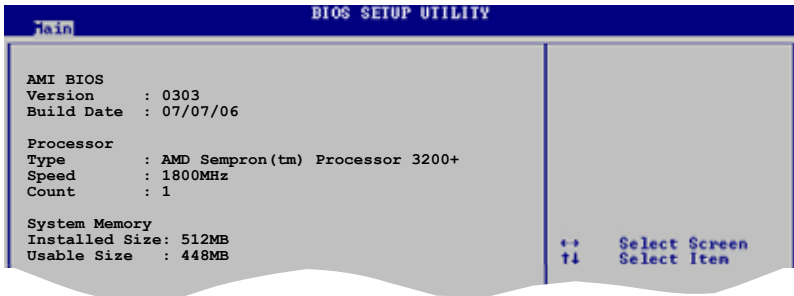 BIOS SETUP UTILITY
Main
AMI BIOS
Version : 0303
Build Date : 07/07/06
Processor
Type : AMD Sempron(tm) Processor 3200+
Speed : 1800MHz
Count : 1
System Memory
Installed Size: 512MB
Usable Size : 448MB
↔ Select Screen
↑↓ Select Item